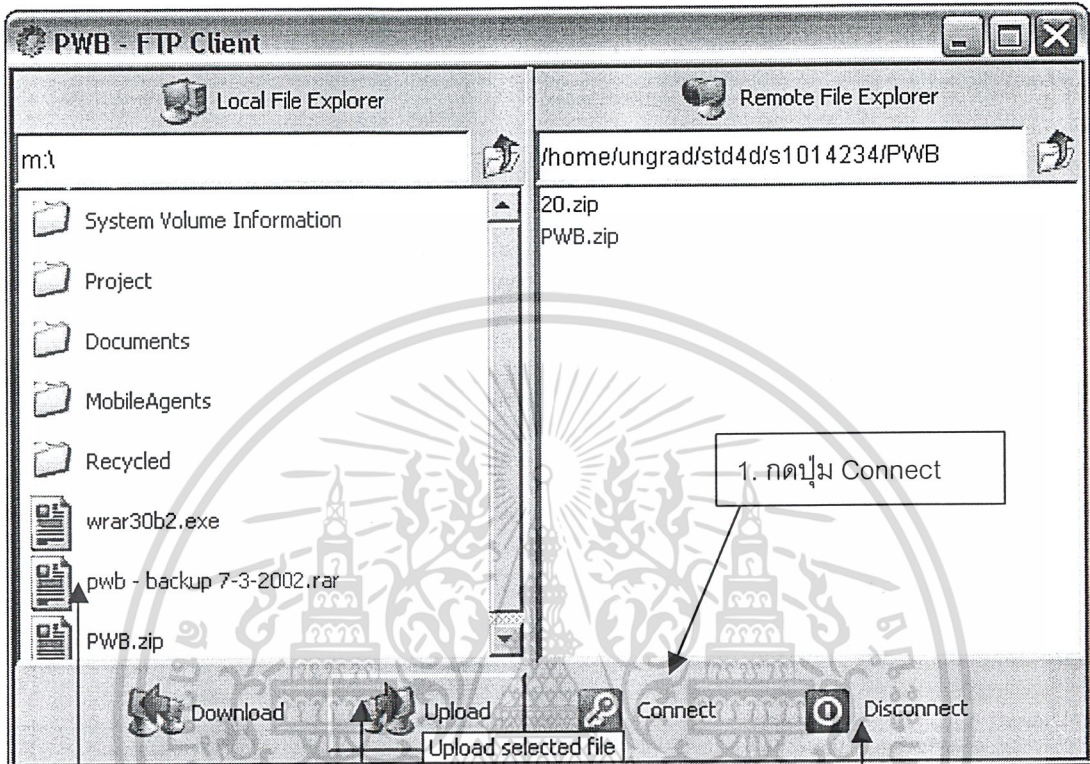 PWB - FTP Client
Local File Explorer
Remote File Explorer
m:\
/home/ungrad/std4d/s1014234/PWB
System Volume Information
Project
Documents
MobileAgents
Recycled
wrar30b2.exe
pwb - backup 7-3-2002.rar
PWB.zip
20.zip
PWB.zip
1. กดปุ่ม Connect
Download
Upload
Connect
Disconnect
Upload selected file